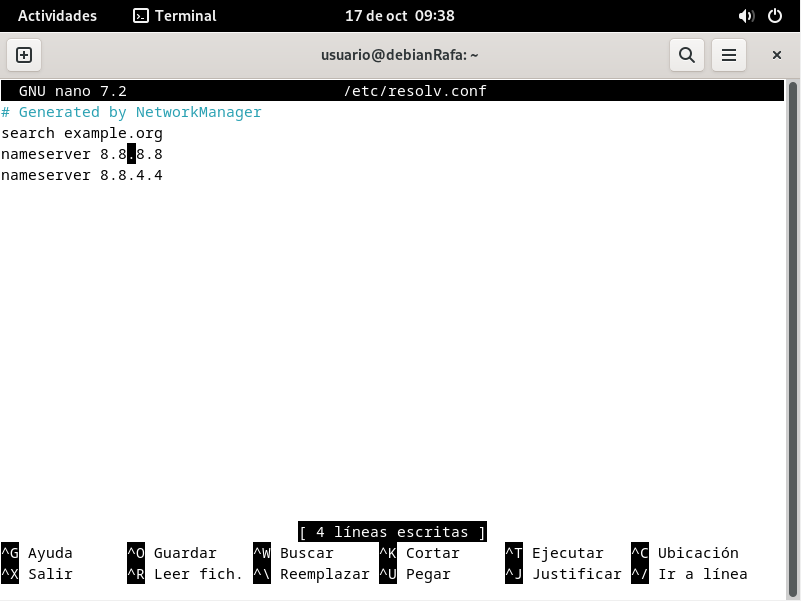 Actividades Terminal 17 de oct 09:38
usuario@debianRafa: ~
GNU nano 7.2 /etc/resolv.conf
# Generated by NetworkManager
search example.org
nameserver 8.8.8.8
nameserver 8.8.4.4
[ 4 líneas escritas ]
^G Ayuda ^O Guardar ^W Buscar ^K Cortar ^T Ejecutar ^C Ubicación
^X Salir ^R Leer fich. ^\ Reemplazar ^U Pegar ^J Justificar ^/ Ir a línea